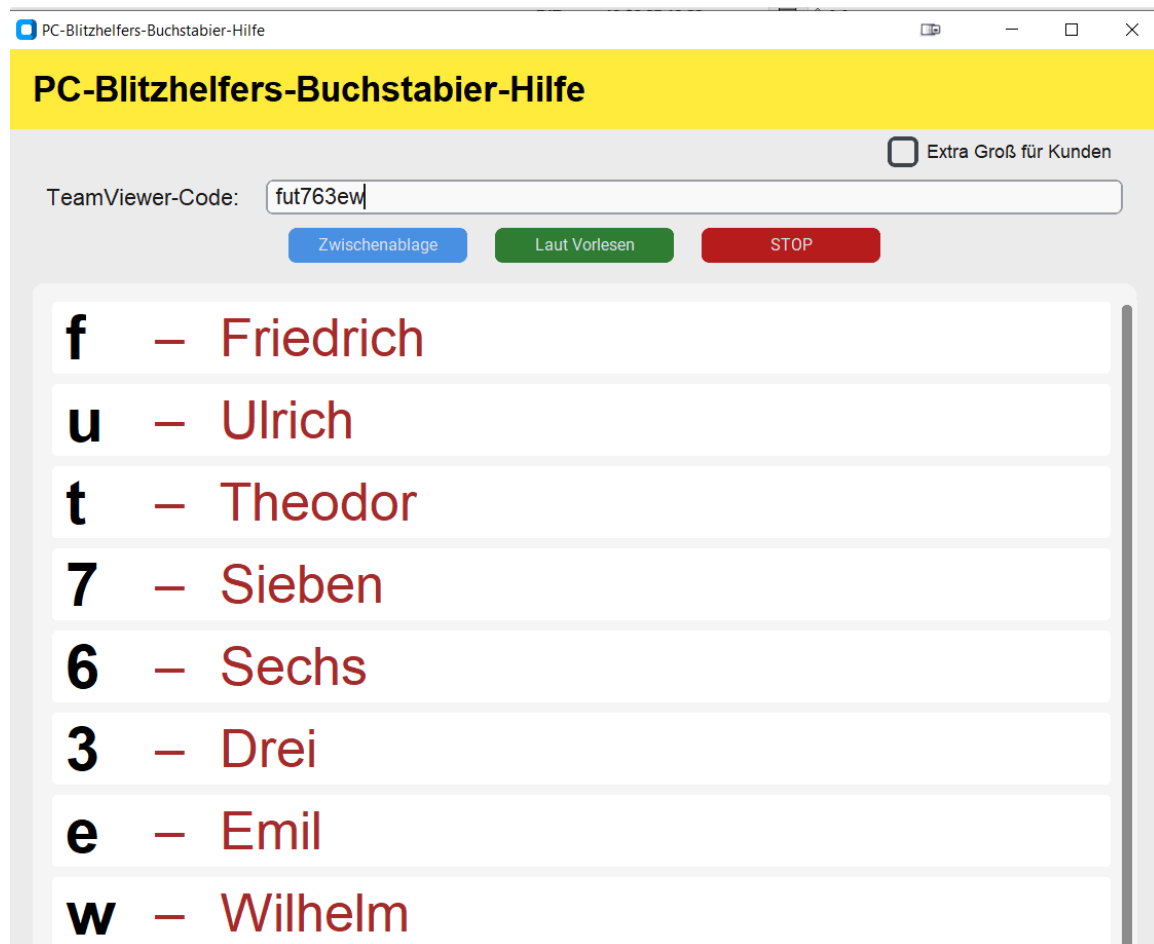 PC-Blitzhelfers-Buchstabier-Hilfe
PC-Blitzhelfers-Buchstabier-Hilfe
Extra Groß für Kunden
TeamViewer-Code: fut763ew
Zwischenablage Laut Vorlesen STOP
f – Friedrich
u – Ulrich
t – Theodor
7 – Sieben
6 – Sechs
3 – Drei
e – Emil
w – Wilhelm